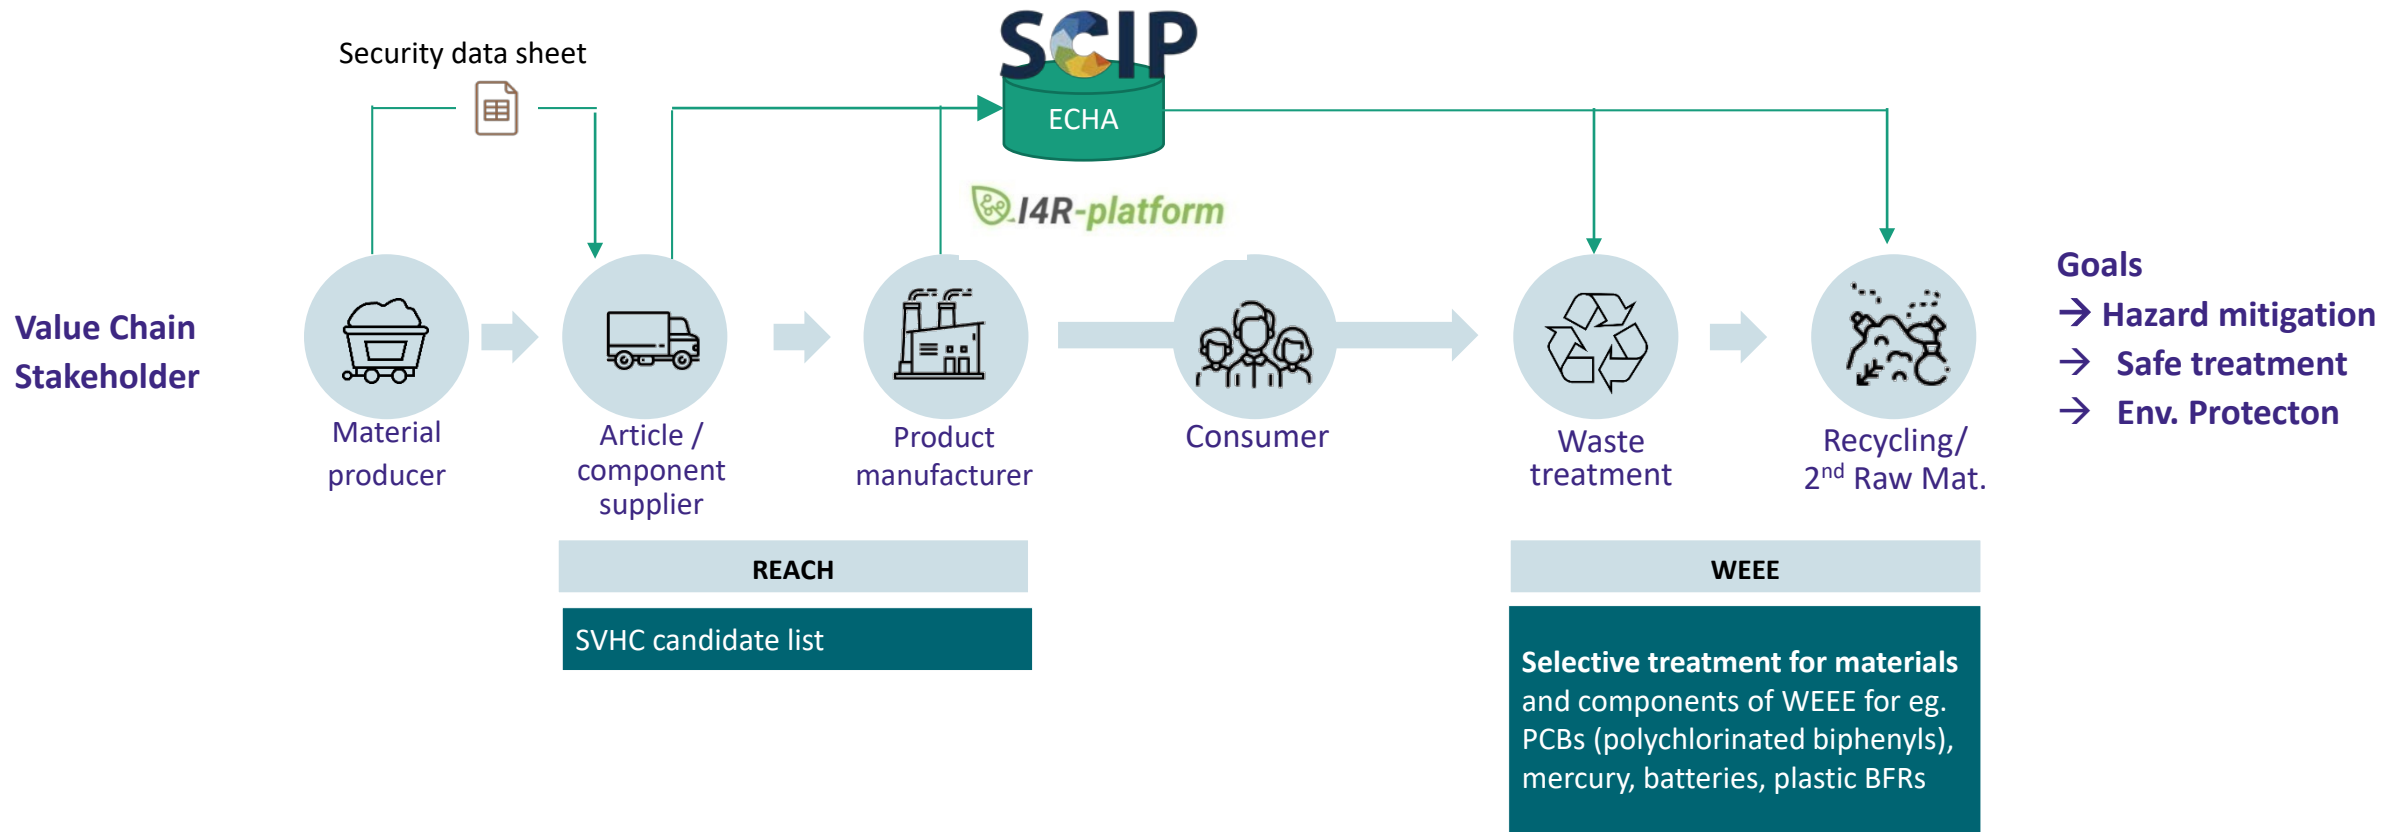 Security data sheet
SCIP
ECHA
I4R-platform
Value Chain
Stakeholder
Material
producer
Article /
component
supplier
Product
manufacturer
Consumer
Waste
treatment
Recycling/
2nd Raw Mat.
Goals
→ Hazard mitigation
→ Safe treatment
→ Env. Protecton
REACH
SVHC candidate list
WEEE
Selective treatment for materials
and components of WEEE for eg.
PCBs (polychlorinated biphenyls),
mercury, batteries, plastic BFRs